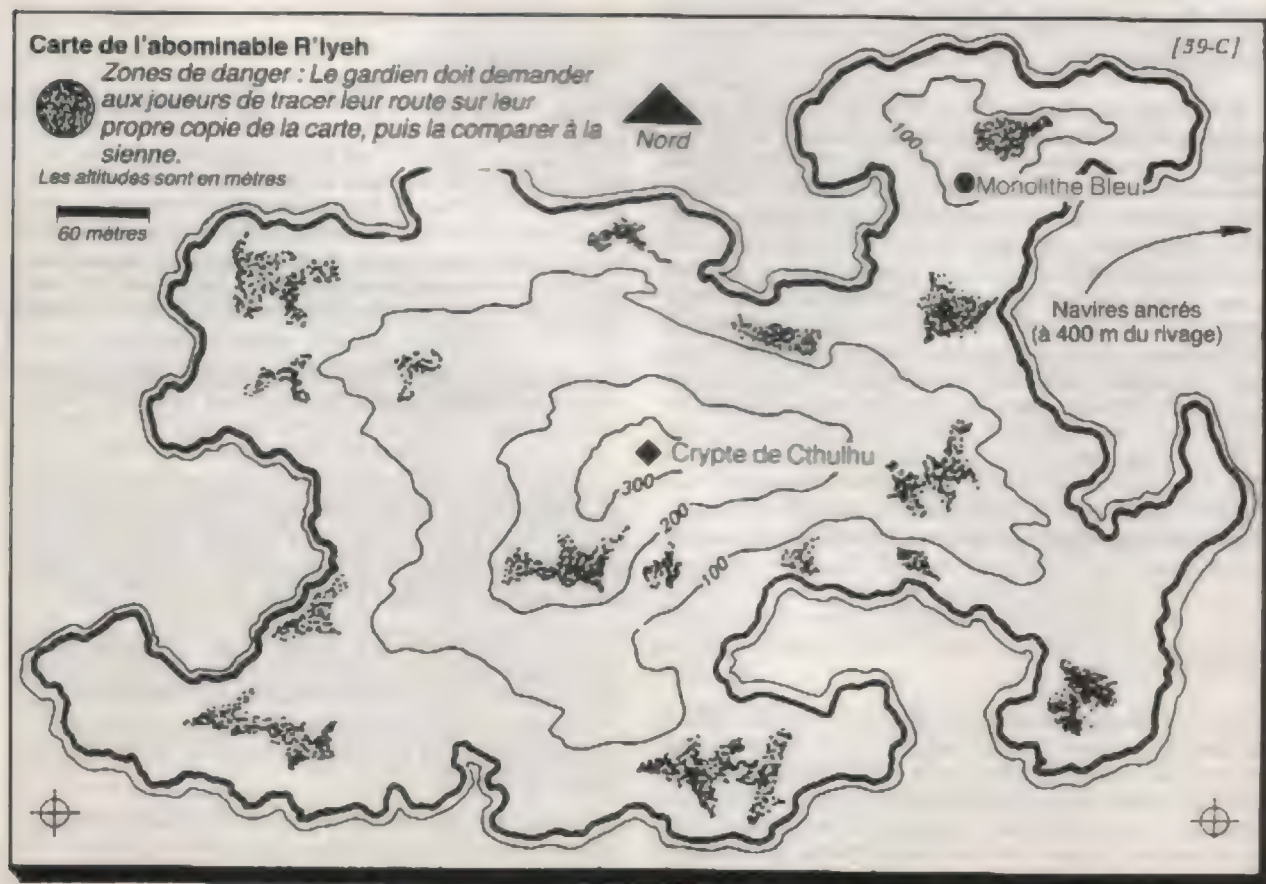 Carte de l'abominable R'lyeh
[39-C]
Zones de danger : Le gardien doit demander
aux joueurs de tracer leur route sur leur
propre copie de la carte, puis la comparer à la
sienne.
Les altitudes sont en mètres
60 mètres
Nord
100
Monolithe Bleu
Navires ancrés
(à 400 m du rivage)
Crypte de Cthulhu
300
200
100